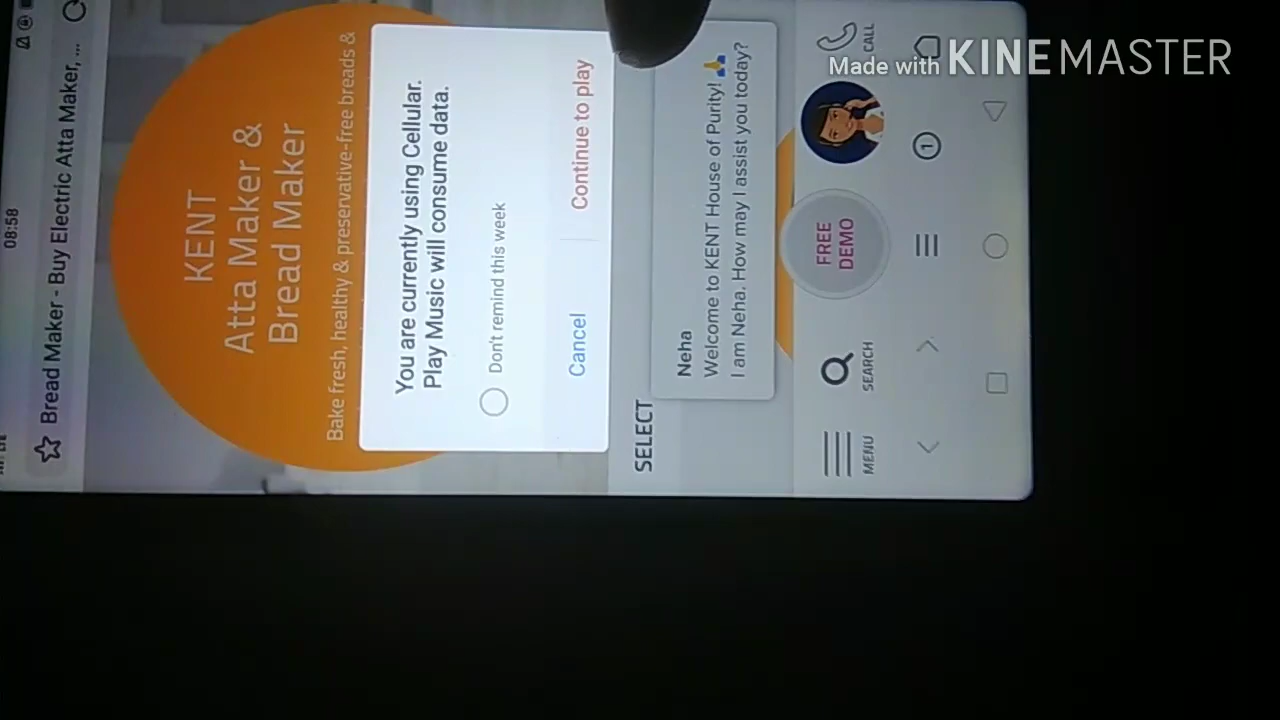 08:58
Bread Maker - Buy Electric Atta Maker, ...
KENT
Atta Maker &
Bread Maker
Bake fresh, healthy & preservative-free breads &
You are currently using Cellular.
Play Music will consume data.
Don't remind this week
Cancel
Continue to play
SELECT
Neha
Welcome to KENT House of Purity! 🙏
I am Neha. How may I assist you today?
MENU
SEARCH
FREE
DEMO
CALL
1
Made with KINEMASTER